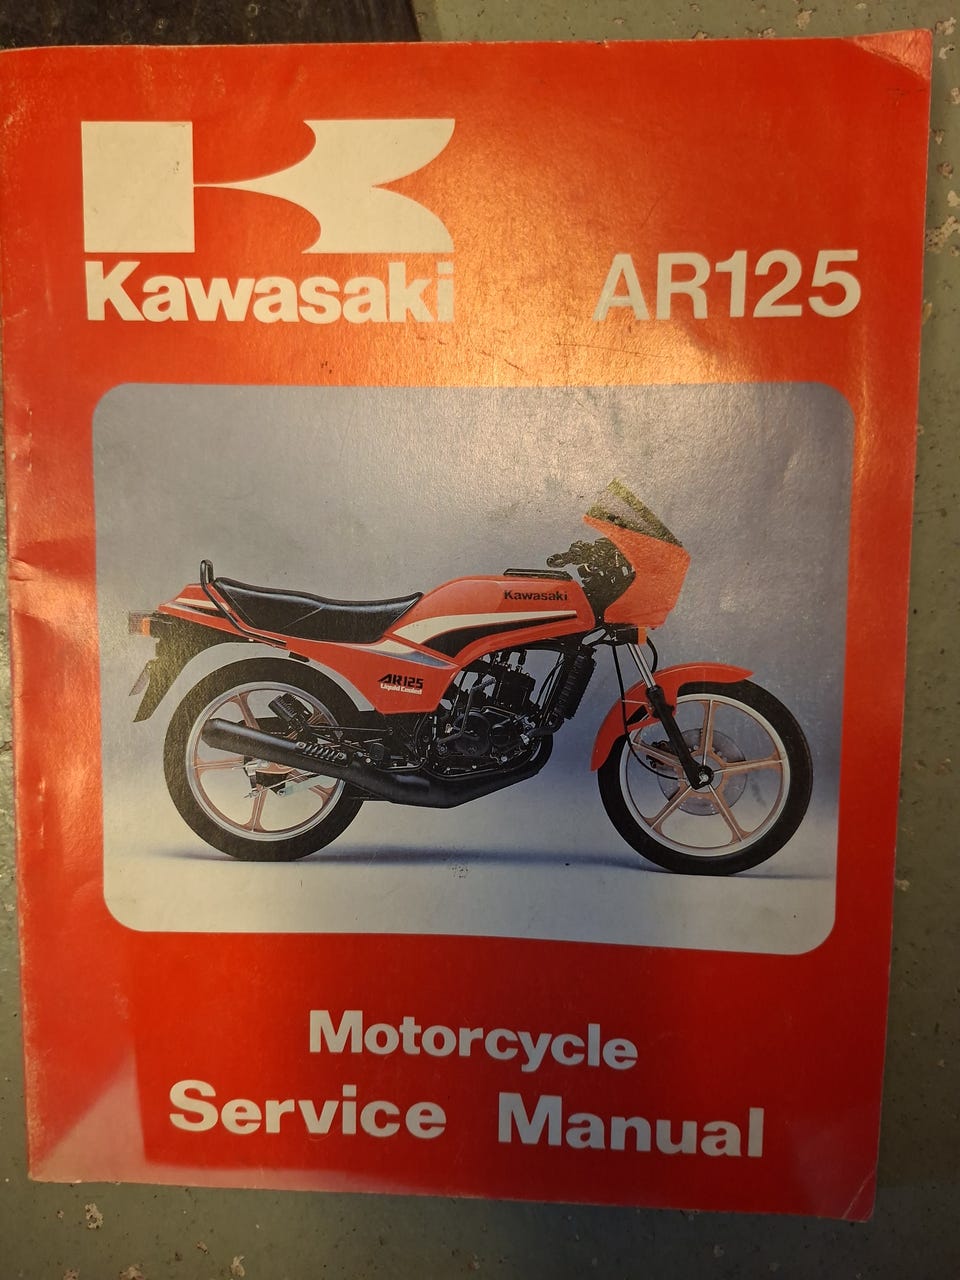 Kawasaki
AR125
Kawasaki
AR125
Liquid Cooled
Motorcycle
Service Manual